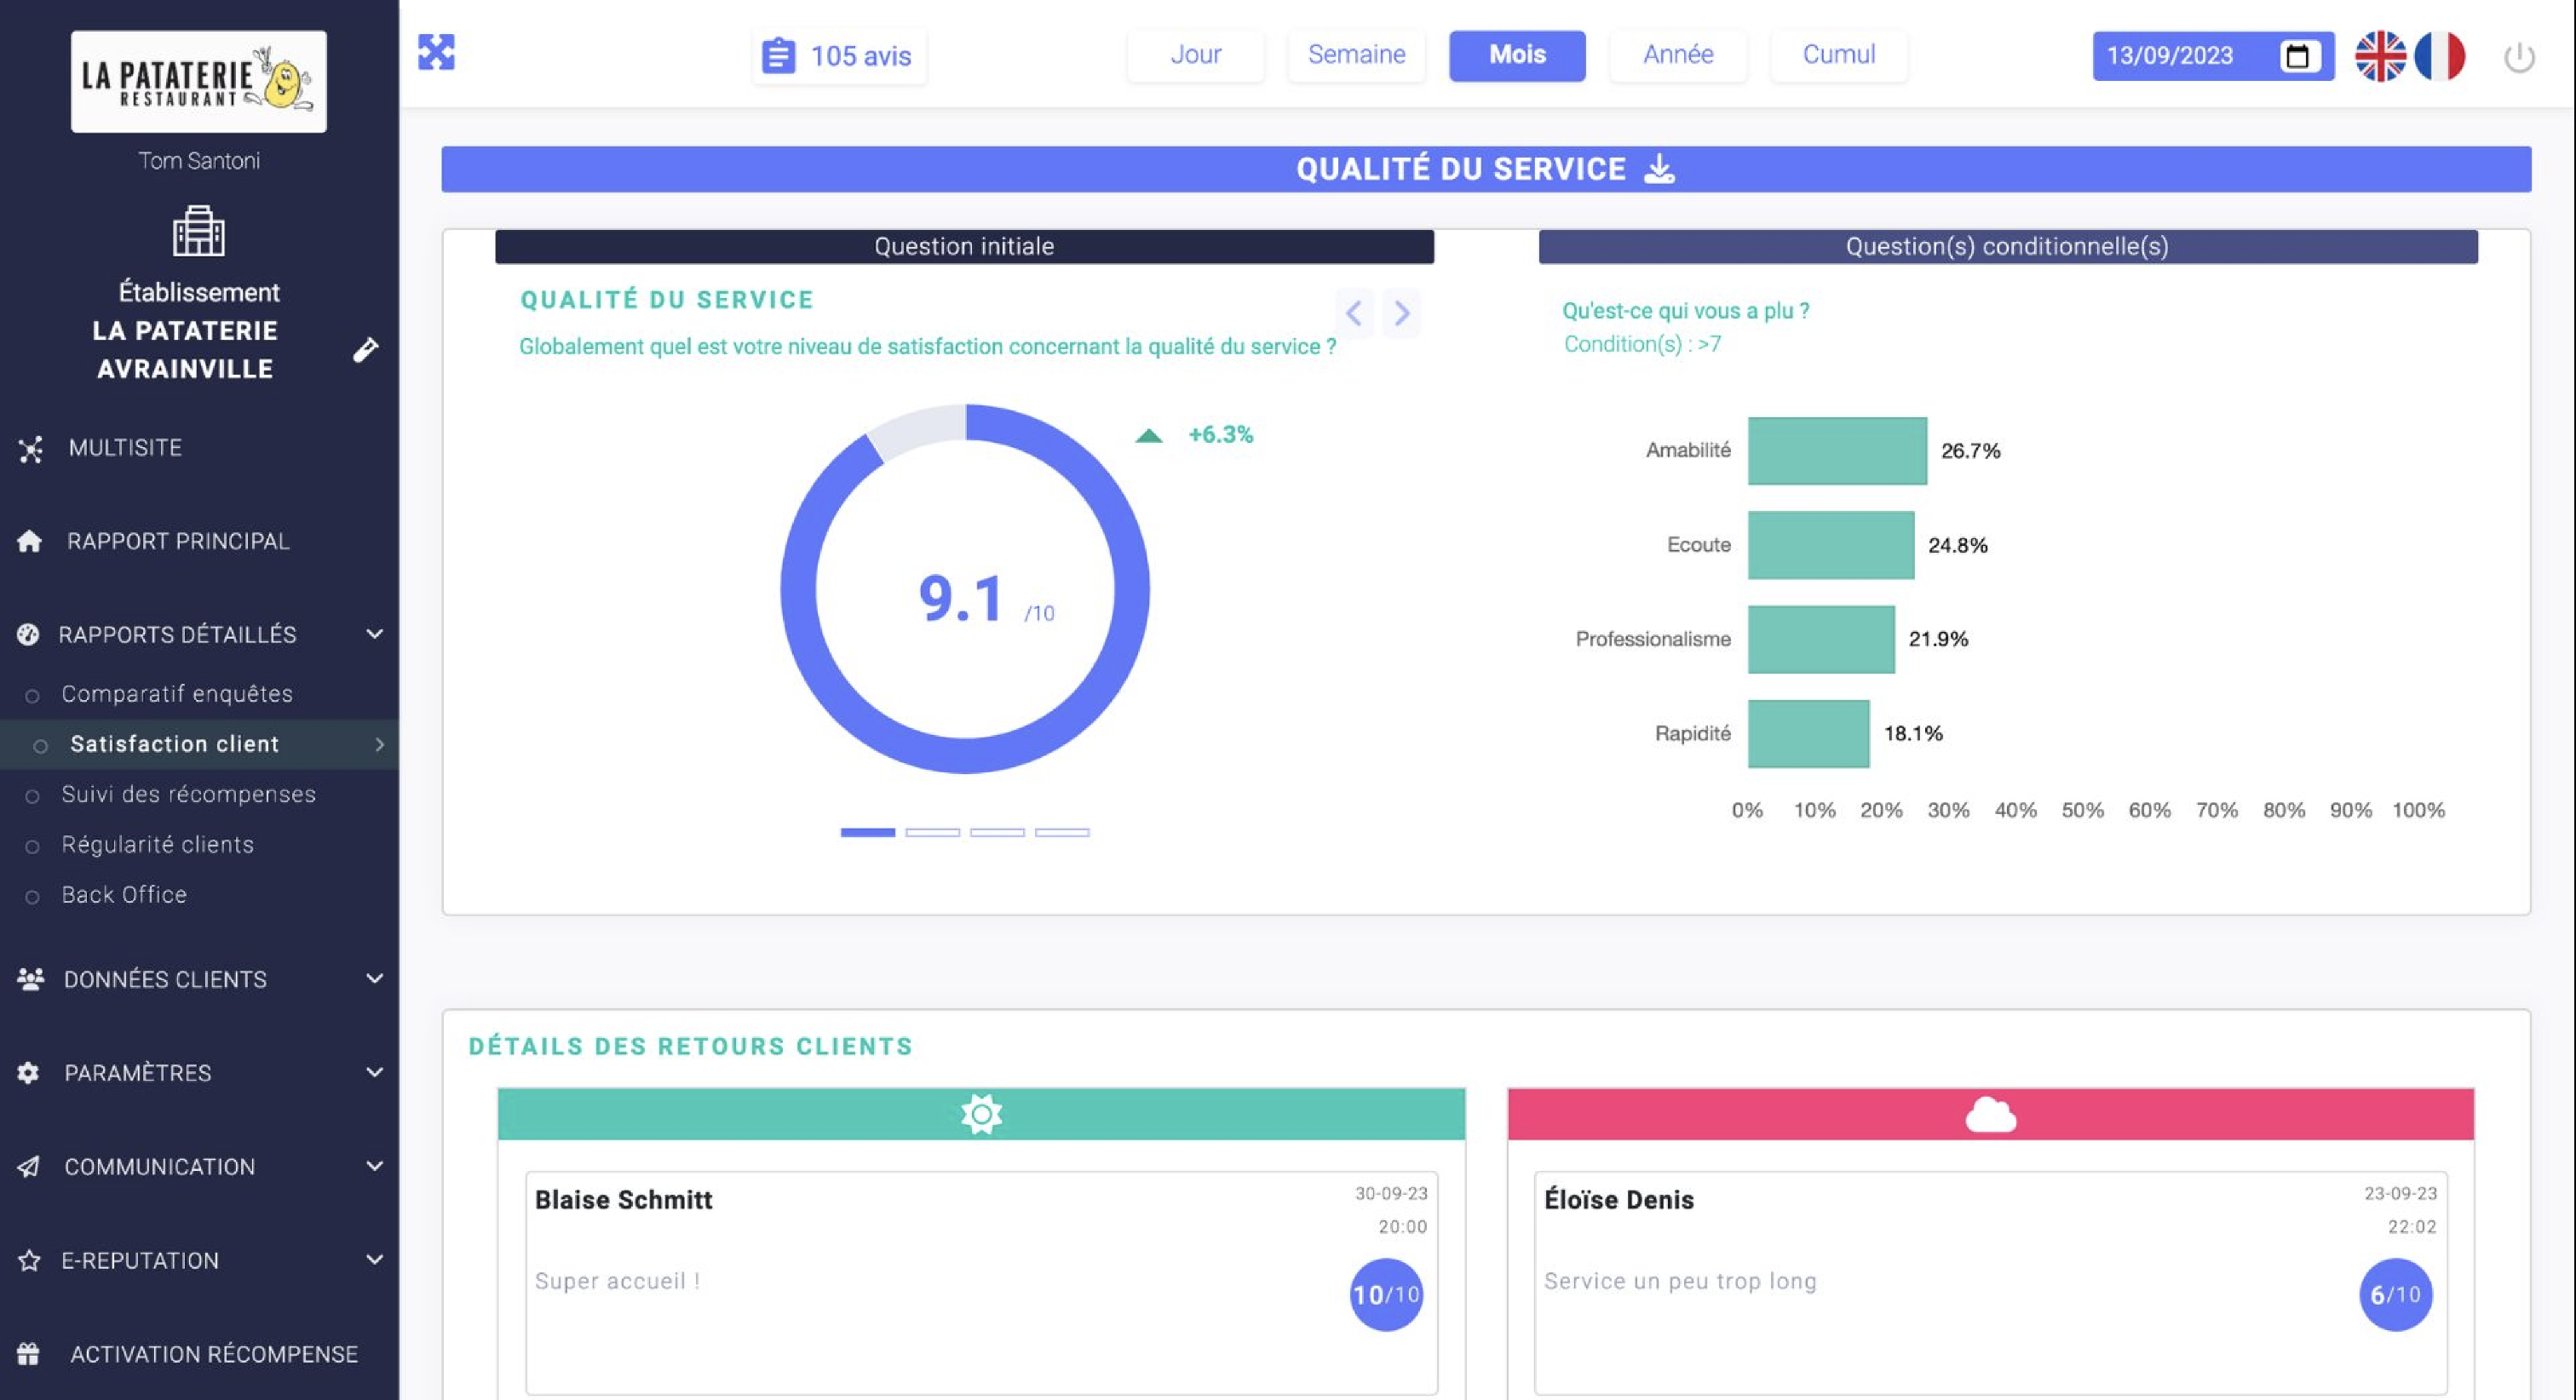 LA PATATERIE
RESTAURANT
Tom Santoni
Établissement
LA PATATERIE
AVRAINVILLE
MULTISITE
RAPPORT PRINCIPAL
RAPPORTS DÉTAILLÉS
Comparatif enquêtes
Satisfaction client
Suivi des récompenses
Régularité clients
Back Office
DONNÉES CLIENTS
PARAMÈTRES
COMMUNICATION
E-REPUTATION
ACTIVATION RÉCOMPENSE
105 avis
Jour
Semaine
Mois
Année
Cumul
13/09/2023
QUALITÉ DU SERVICE
Question initiale
QUALITÉ DU SERVICE
Globalement quel est votre niveau de satisfaction concernant la qualité du service ?
+6.3%
9.1 /10
Question(s) conditionnelle(s)
Qu'est-ce qui vous a plu ?
Condition(s) : >7
Amabilité 26.7%
Ecoute 24.8%
Professionalisme 21.9%
Rapidité 18.1%
0% 10% 20% 30% 40% 50% 60% 70% 80% 90% 100%
DÉTAILS DES RETOURS CLIENTS
Blaise Schmitt
30-09-23
20:00
Super accueil !
10/10
Éloïse Denis
23-09-23
22:02
Service un peu trop long
6/10